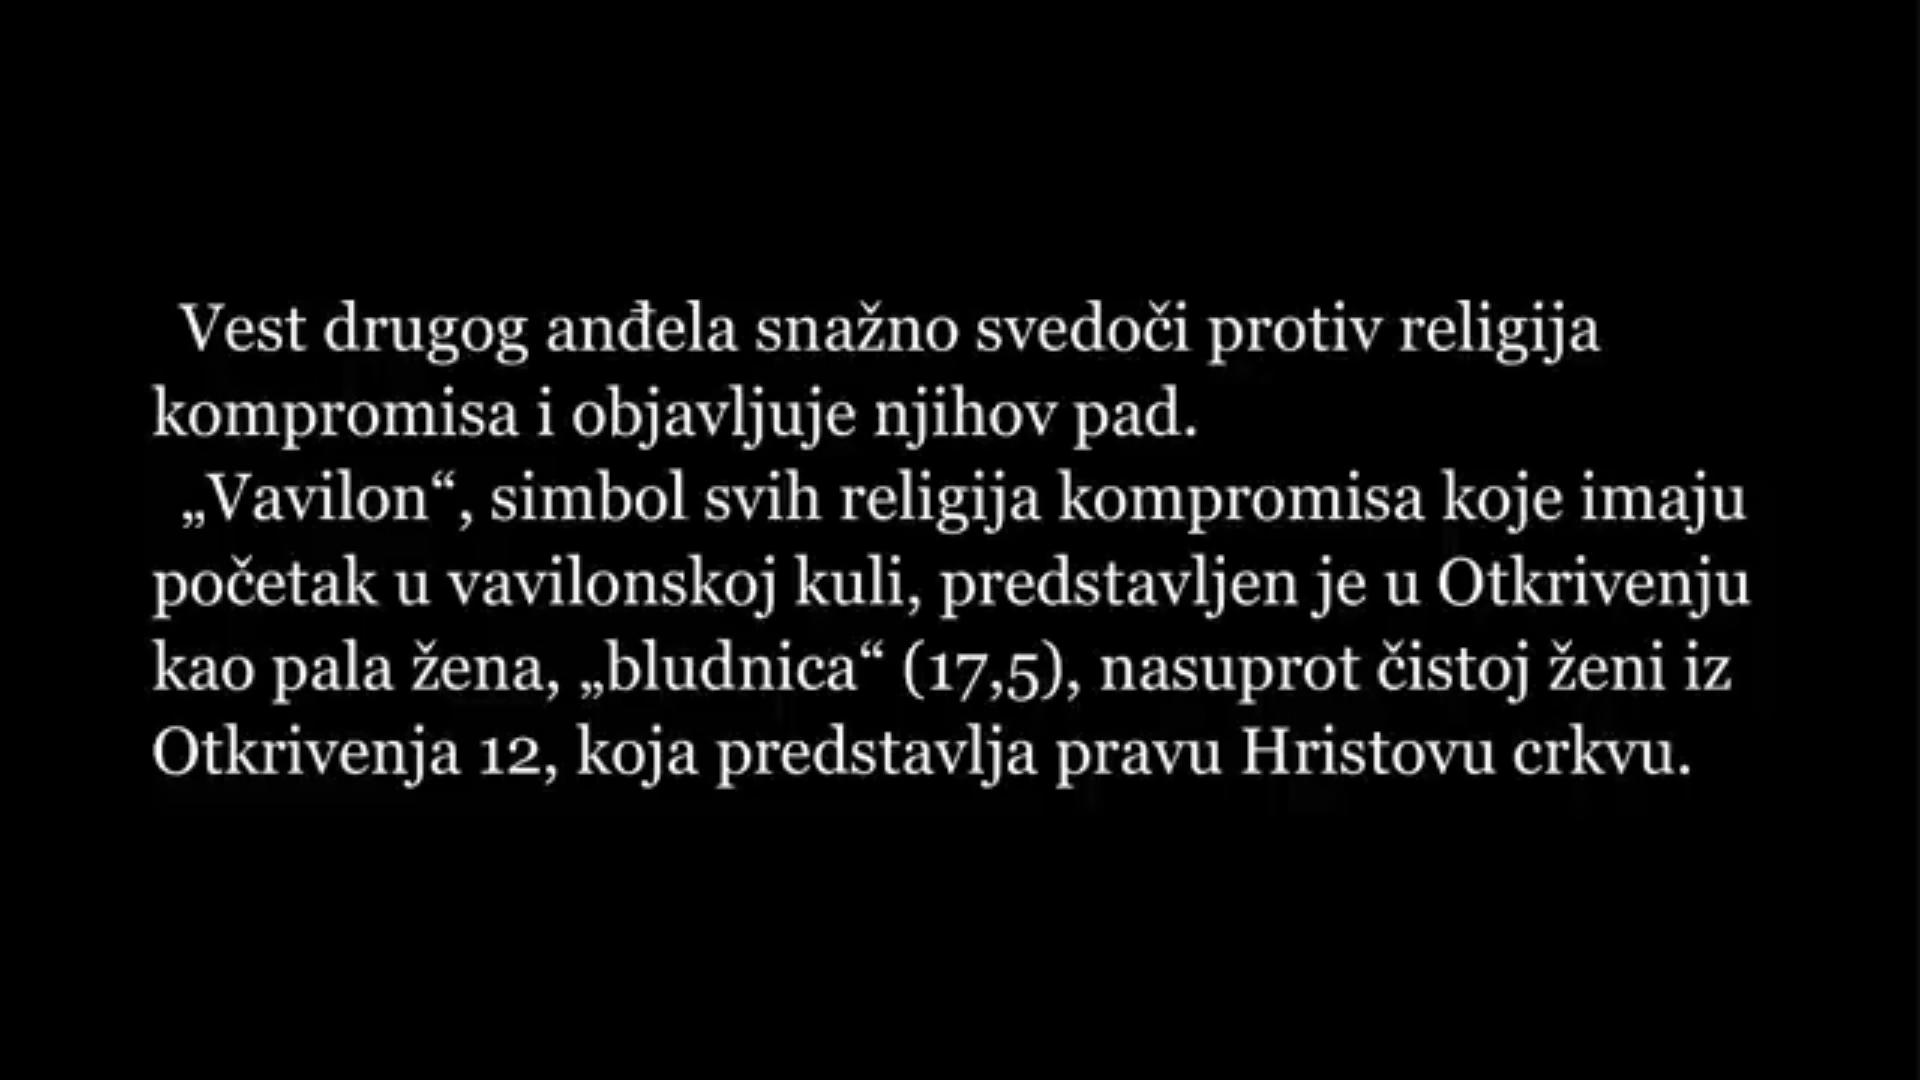 Vest drugog anđela snažno svedoči protiv religija
kompromisa i objavljuje njihov pad.
„Vavilon“, simbol svih religija kompromisa koje imaju
početak u vavilonskoj kuli, predstavljen je u Otkrivenju
kao pala žena, „bludnica“ (17,5), nasuprot čistoj ženi iz
Otkrivenja 12, koja predstavlja pravu Hristovu crkvu.